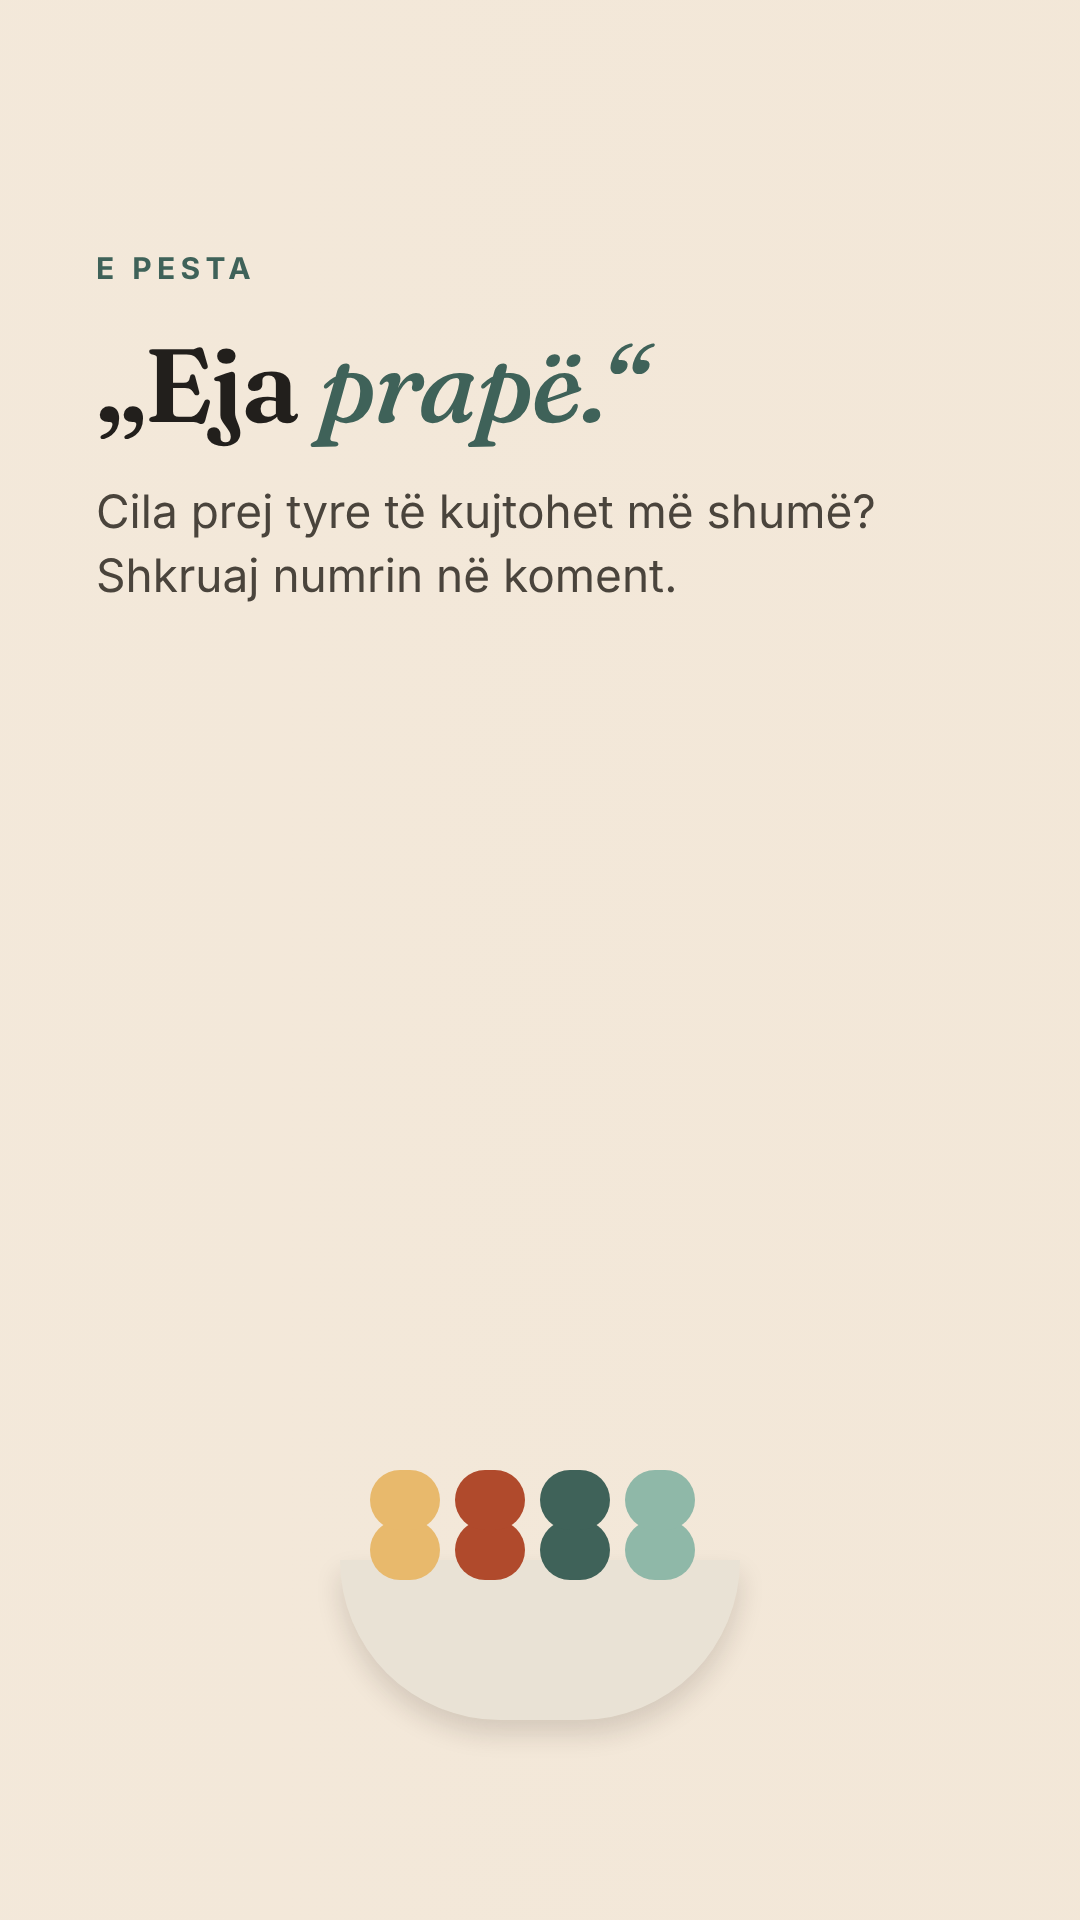 E PESTA
„Eja prapë.“
Cila prej tyre të kujtohet më shumë?
Shkruaj numrin në koment.